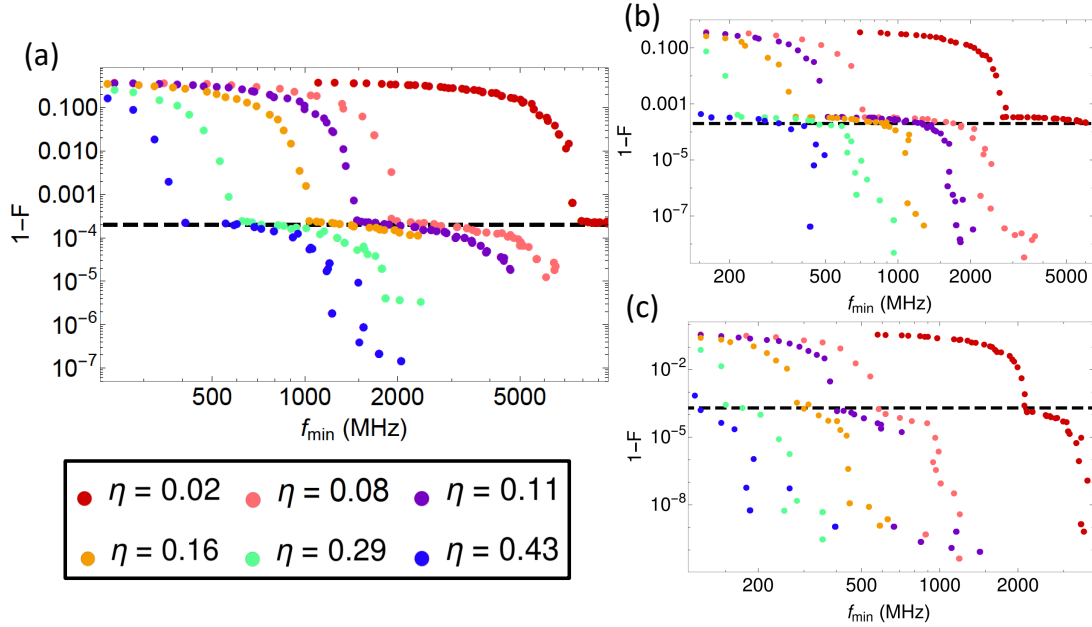 (a)
1−F
0.100
0.010
0.001
10⁻⁴
10⁻⁵
10⁻⁶
10⁻⁷
500 1000 5000
f_min (MHz)
(b)
1−F
0.100
0.001
10⁻⁵
10⁻⁷
200 500 1000 2000 5000
f_min (MHz)
(c)
1−F
10⁻²
10⁻⁵
10⁻⁸
200 500 1000 2000
f_min (MHz)
η = 0.02 η = 0.08 η = 0.11
η = 0.16 η = 0.29 η = 0.43